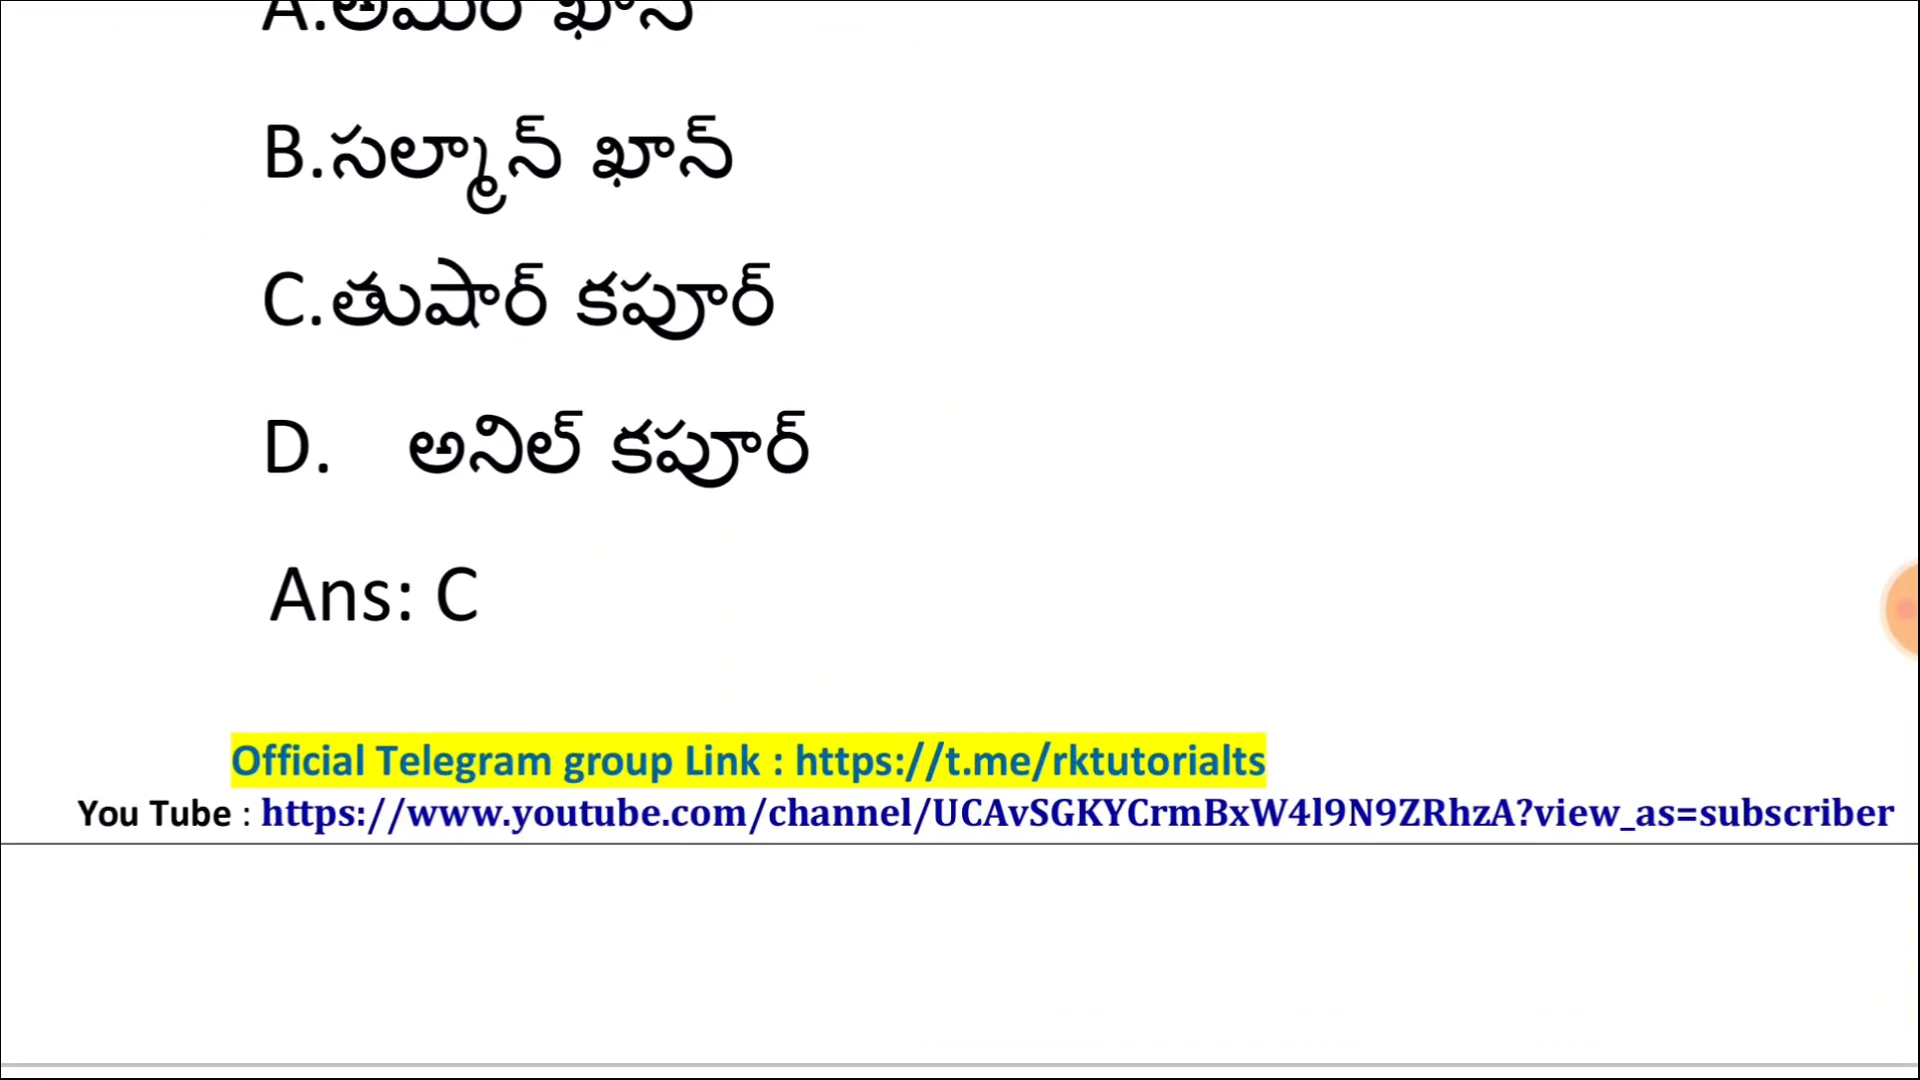 A.అమీర్ ఖాన్
B.సల్మాన్ ఖాన్
C.తుషార్ కపూర్
D. అనిల్ కపూర్
Ans: C
Official Telegram group Link : https://t.me/rktutorialts
You Tube : https://www.youtube.com/channel/UCAvSGKYCrmBxW4l9N9ZRhzA?view_as=subscriber